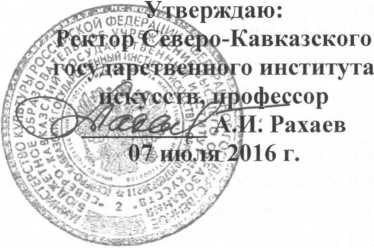 Утверждаю:
Ректор Северо-Кавказского
государственного института
искусств, профессор
А.И. Рахаев
07 июля 2016 г.